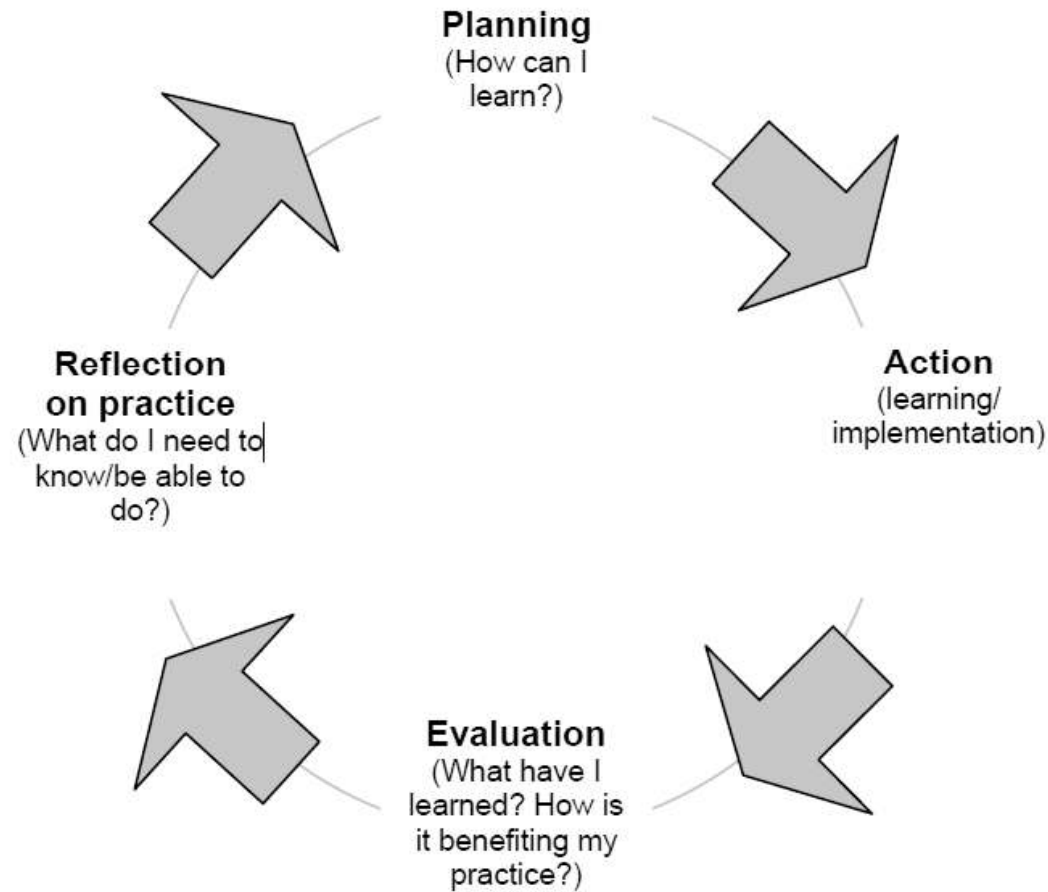 Planning
(How can I
learn?)
Action
(learning/
implementation)
Evaluation
(What have I
learned? How is
it benefiting my
practice?)
Reflection
on practice
(What do I need to
know/be able to
do?)